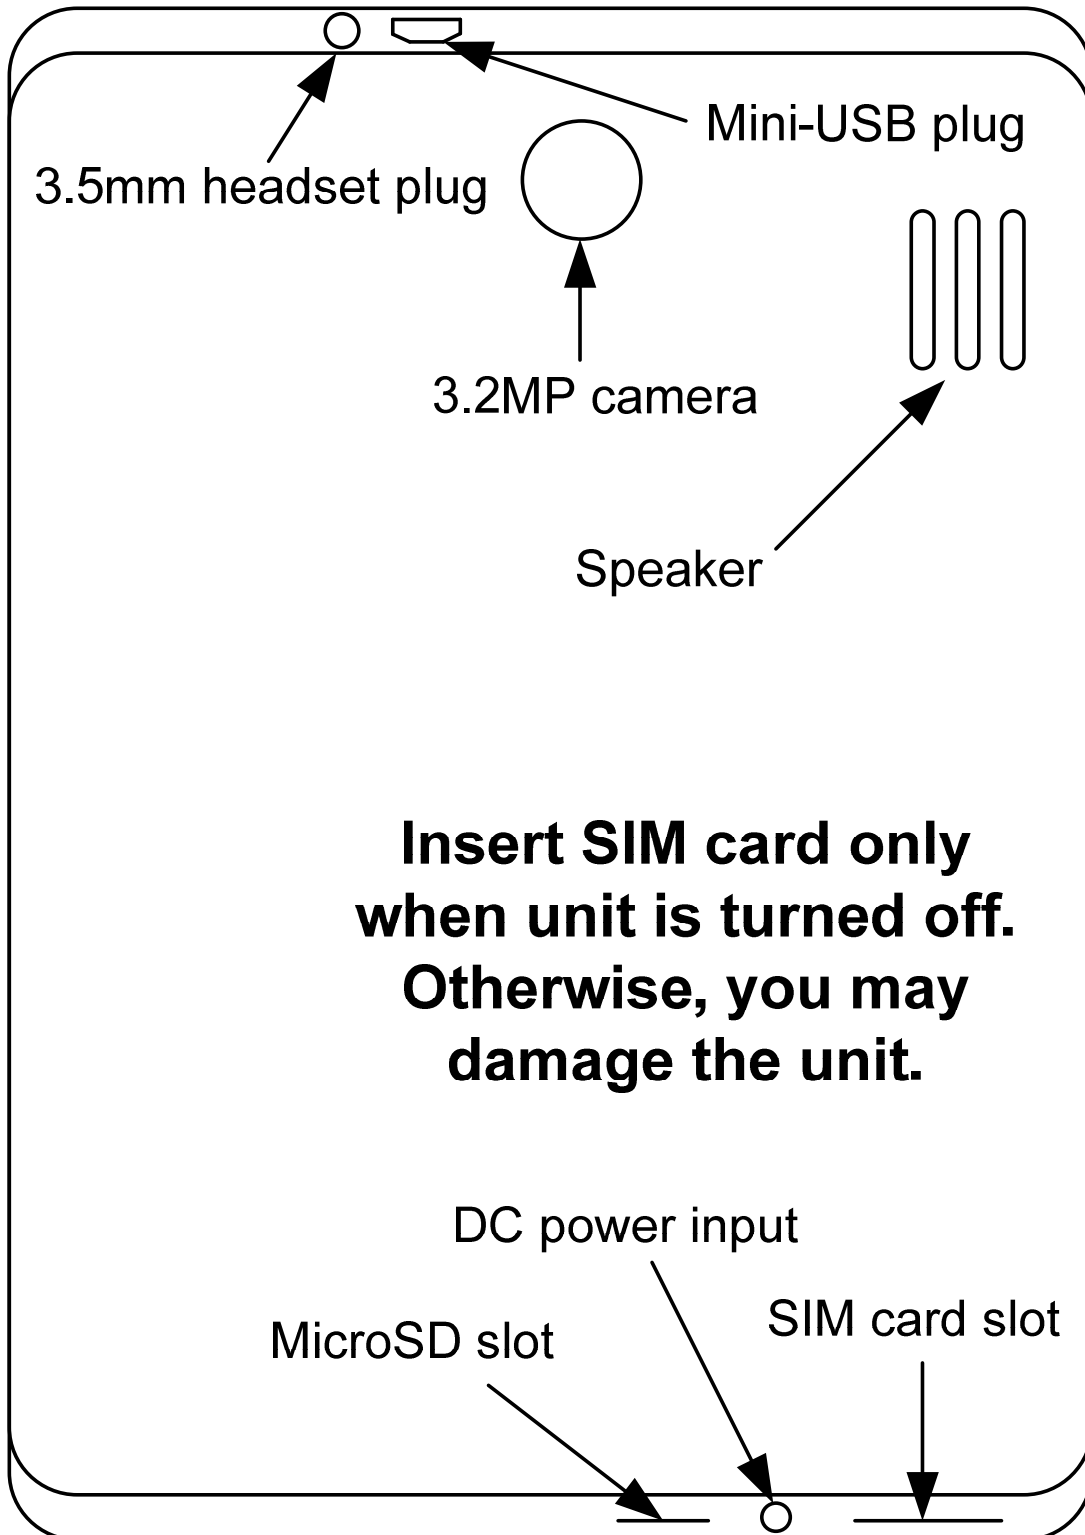 Mini-USB plug
3.5mm headset plug
3.2MP camera
Speaker
Insert SIM card only
when unit is turned off.
Otherwise, you may
damage the unit.
DC power input
SIM card slot
MicroSD slot